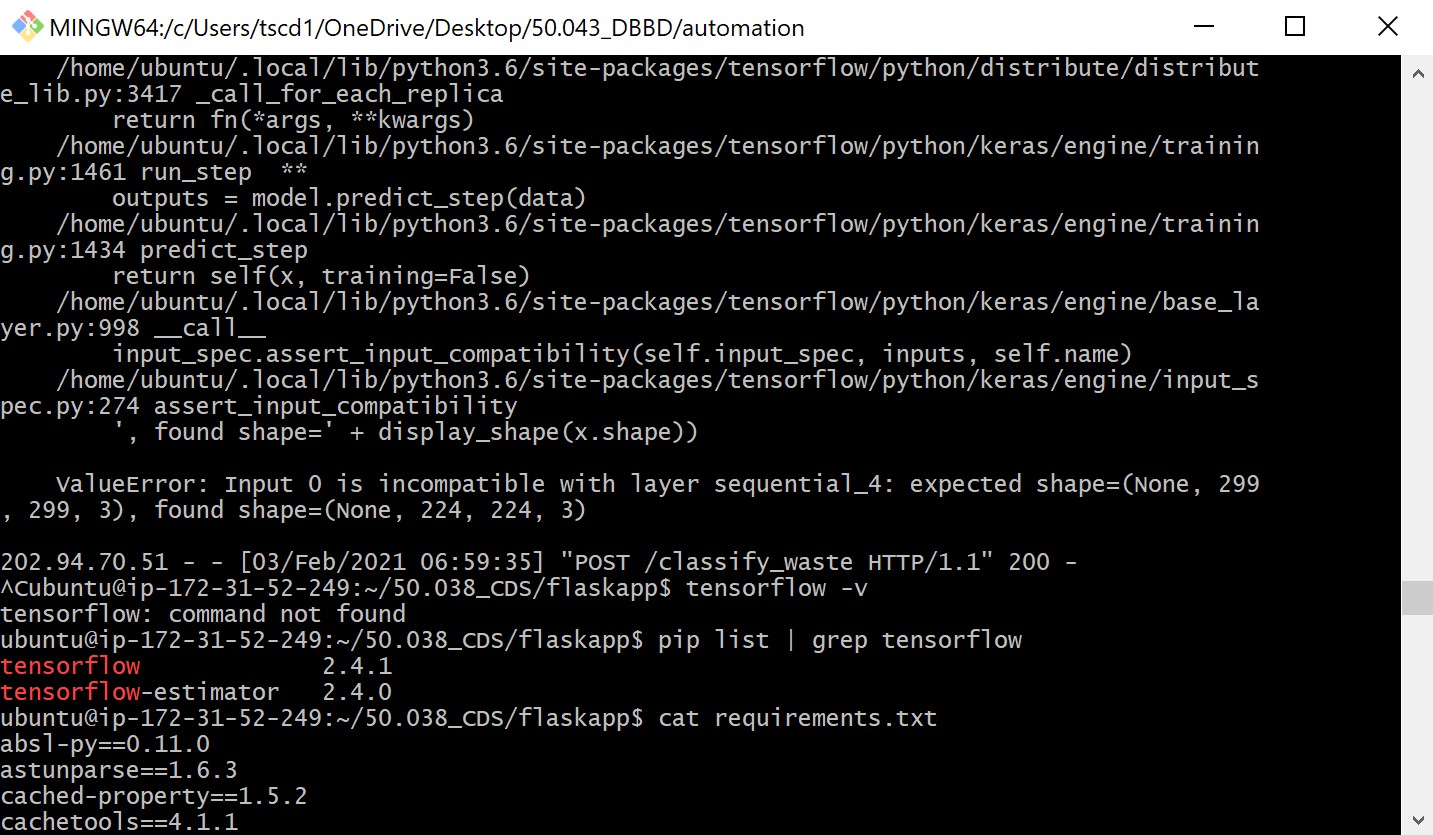 MINGW64:/c/Users/tscd1/OneDrive/Desktop/50.043_DBBD/automation
    /home/ubuntu/.local/lib/python3.6/site-packages/tensorflow/python/distribute/distribut
e_lib.py:3417 _call_for_each_replica
        return fn(*args, **kwargs)
    /home/ubuntu/.local/lib/python3.6/site-packages/tensorflow/python/keras/engine/trainin
g.py:1461 run_step  **
        outputs = model.predict_step(data)
    /home/ubuntu/.local/lib/python3.6/site-packages/tensorflow/python/keras/engine/trainin
g.py:1434 predict_step
        return self(x, training=False)
    /home/ubuntu/.local/lib/python3.6/site-packages/tensorflow/python/keras/engine/base_la
yer.py:998 __call__
        input_spec.assert_input_compatibility(self.input_spec, inputs, self.name)
    /home/ubuntu/.local/lib/python3.6/site-packages/tensorflow/python/keras/engine/input_s
pec.py:274 assert_input_compatibility
        ', found shape=' + display_shape(x.shape))

    ValueError: Input 0 is incompatible with layer sequential_4: expected shape=(None, 299
, 299, 3), found shape=(None, 224, 224, 3)

202.94.70.51 - - [03/Feb/2021 06:59:35] "POST /classify_waste HTTP/1.1" 200 -
^Cubuntu@ip-172-31-52-249:~/50.038_CDS/flaskapp$ tensorflow -v
tensorflow: command not found
ubuntu@ip-172-31-52-249:~/50.038_CDS/flaskapp$ pip list | grep tensorflow
tensorflow             2.4.1
tensorflow-estimator   2.4.0
ubuntu@ip-172-31-52-249:~/50.038_CDS/flaskapp$ cat requirements.txt
absl-py==0.11.0
astunparse==1.6.3
cached-property==1.5.2
cachetools==4.1.1